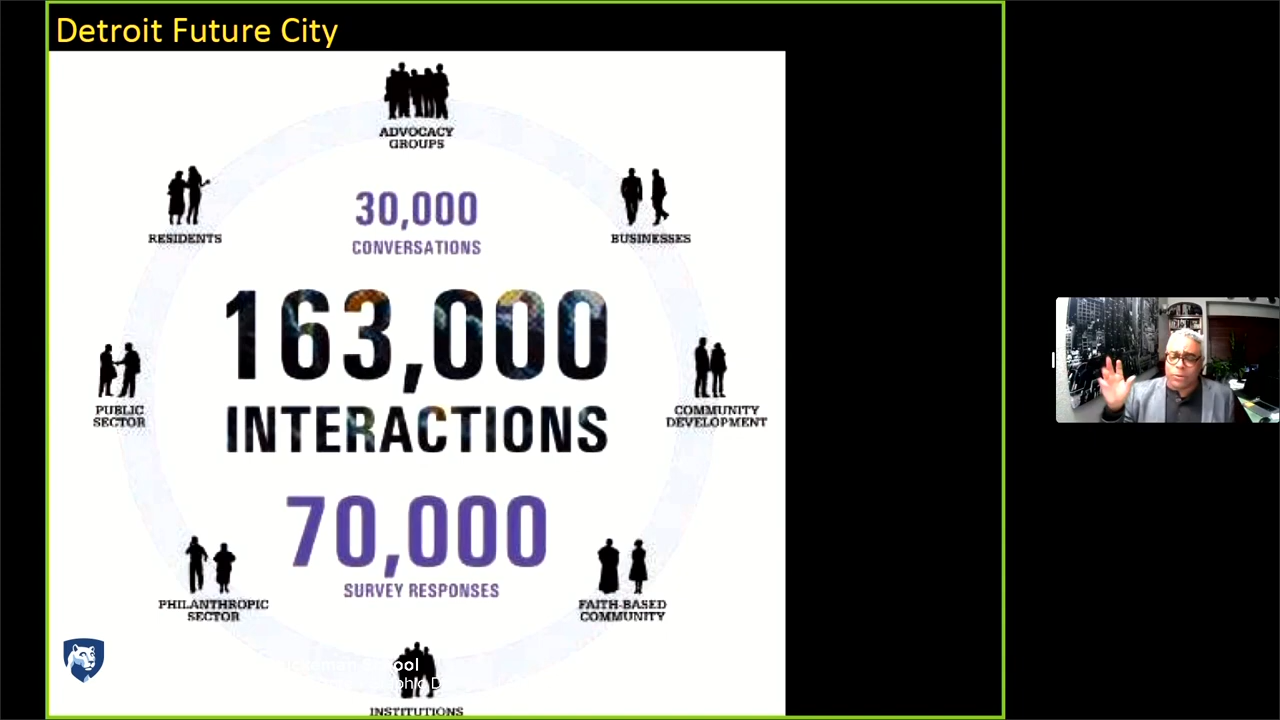 Detroit Future City
ADVOCACY
GROUPS
RESIDENTS
30,000
CONVERSATIONS
BUSINESSES
163,000
INTERACTIONS
PUBLIC
SECTOR
COMMUNITY
DEVELOPMENT
70,000
SURVEY RESPONSES
PHILANTHROPIC
SECTOR
FAITH-BASED
COMMUNITY
INSTITUTIONS